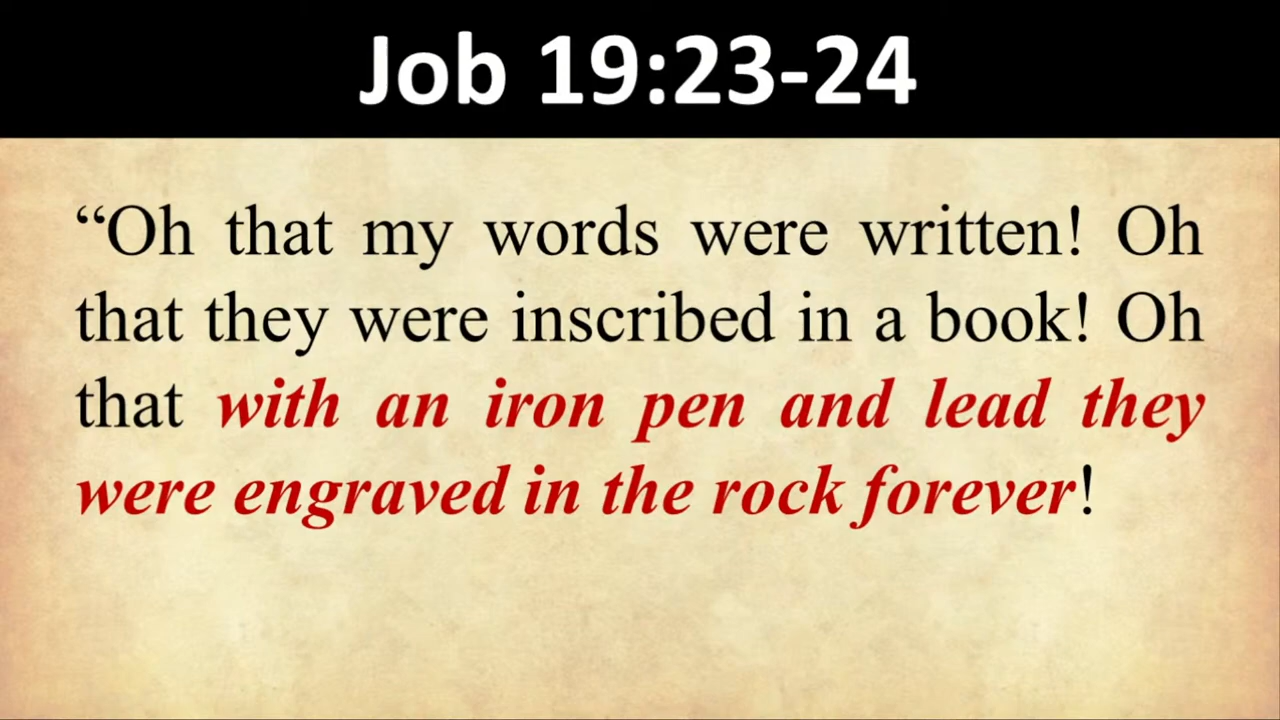 Job 19:23-24
“Oh that my words were written! Oh
that they were inscribed in a book! Oh
that with an iron pen and lead they
were engraved in the rock forever!